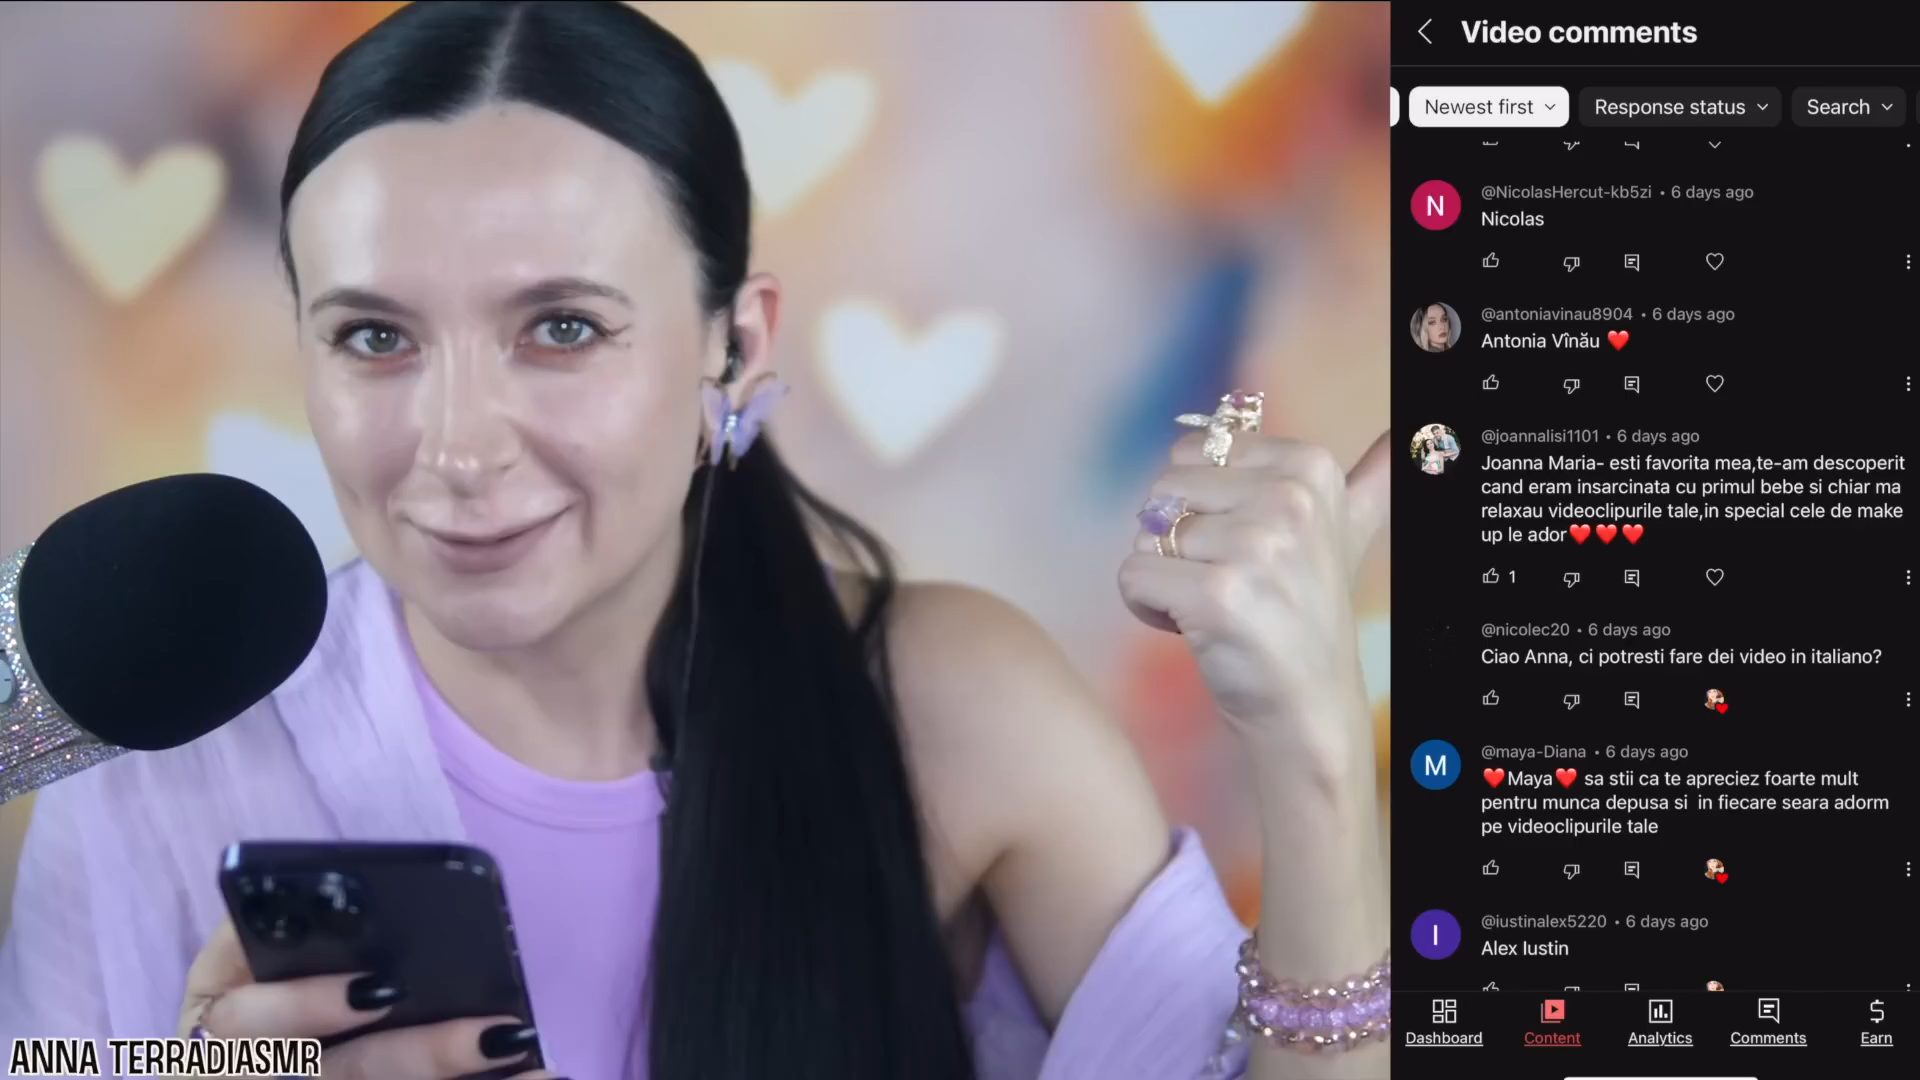 Video comments
Newest first
Response status
Search
@NicolasHercut-kb5zi • 6 days ago
Nicolas
@antoniavinau8904 • 6 days ago
Antonia Vînău ❤️
@joannalisi1101 • 6 days ago
Joanna Maria- esti favorita mea,te-am descoperit
cand eram insarcinata cu primul bebe si chiar ma
relaxau videoclipurile tale,in special cele de make
up le ador❤️❤️❤️
1
@nicolec20 • 6 days ago
Ciao Anna, ci potresti fare dei video in italiano?
@maya-Diana • 6 days ago
❤️Maya❤️ sa stii ca te apreciez foarte mult
pentru munca depusa si in fiecare seara adorm
pe videoclipurile tale
@iustinalex5220 • 6 days ago
Alex Iustin
Dashboard
Content
Analytics
Comments
Earn
N
M
I
ANNA TERRADIASMR